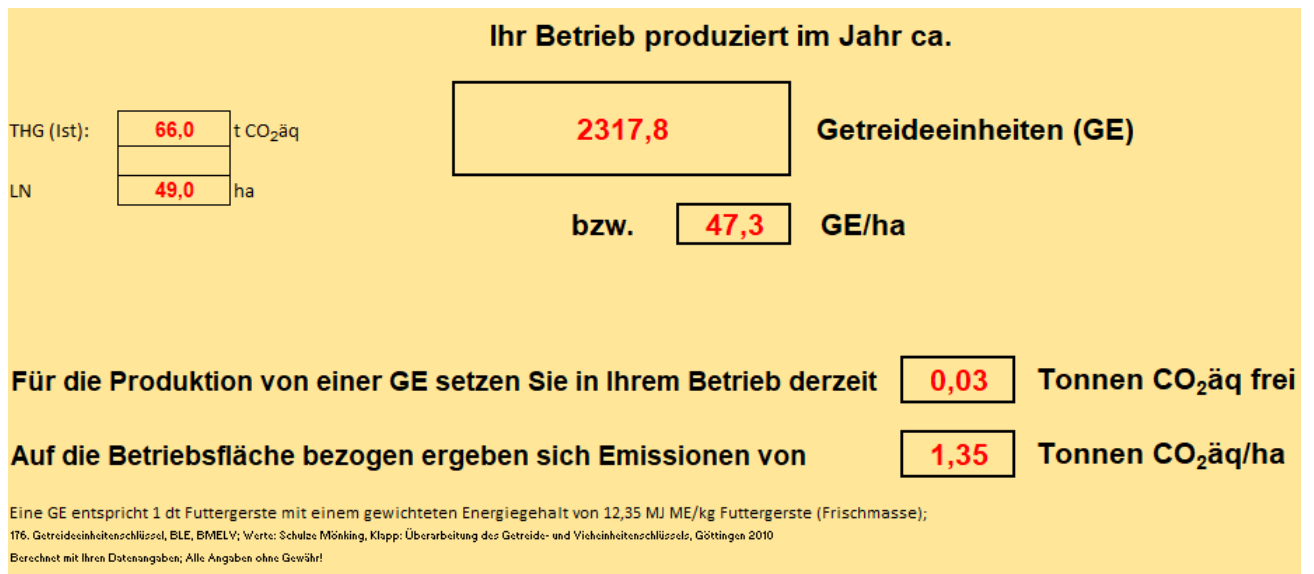 Ihr Betrieb produziert im Jahr ca.
THG (Ist): 66,0 t CO₂äq 2317,8 Getreideeinheiten (GE)
LN 49,0 ha
bzw. 47,3 GE/ha
Für die Produktion von einer GE setzen Sie in Ihrem Betrieb derzeit 0,03 Tonnen CO₂äq frei
Auf die Betriebsfläche bezogen ergeben sich Emissionen von 1,35 Tonnen CO₂äq/ha
Eine GE entspricht 1 dt Futtergerste mit einem gewichteten Energiegehalt von 12,35 MJ ME/kg Futtergerste (Frischmasse);
176. Getreideeinheitenschlüssel, BLE, BMELV; Werte: Schulze Mönking, Klapp: Überarbeitung des Getreide- und Vieheinheitenschlüssels, Göttingen 2010
Berechnet mit Ihren Datenangaben; Alle Angaben ohne Gewähr!